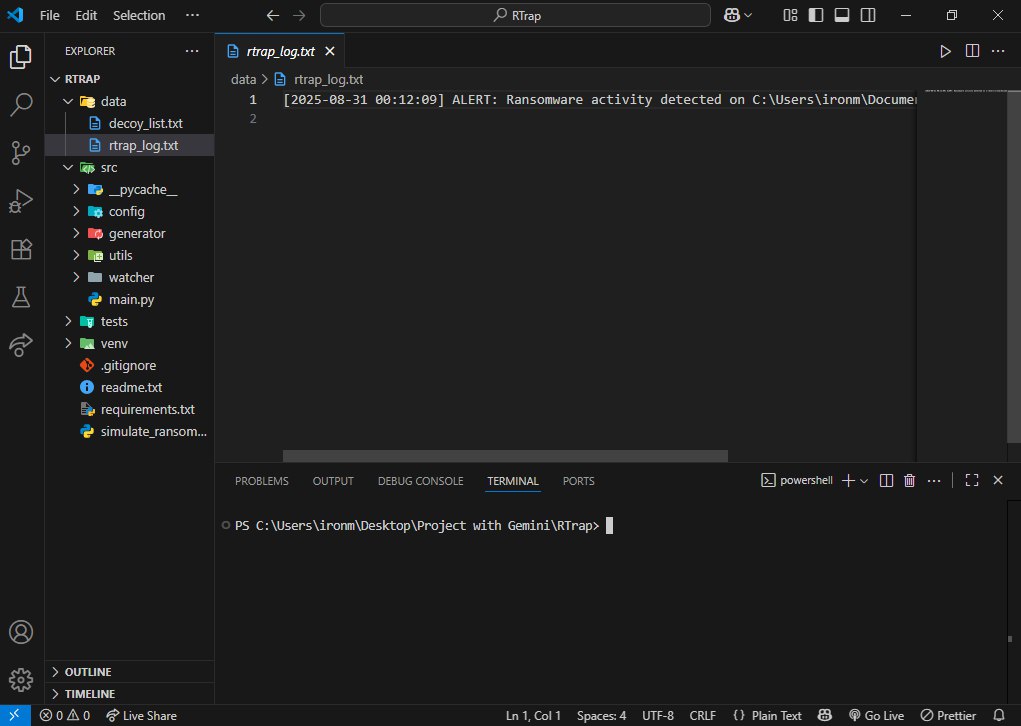 File Edit Selection ··· RTrap
EXPLORER ···
RTRAP
data
decoy_list.txt
rtrap_log.txt
src
__pycache__
config
generator
utils
watcher
main.py
tests
venv
.gitignore
readme.txt
requirements.txt
simulate_ransom...
OUTLINE
TIMELINE
rtrap_log.txt
data > rtrap_log.txt
1 [2025-08-31 00:12:09] ALERT: Ransomware activity detected on C:\Users\ironm\Documen
2
PROBLEMS OUTPUT DEBUG CONSOLE TERMINAL PORTS powershell
PS C:\Users\ironm\Desktop\Project with Gemini\RTrap>
0 0 Live Share Ln 1, Col 1 Spaces: 4 UTF-8 CRLF {} Plain Text Go Live Prettier